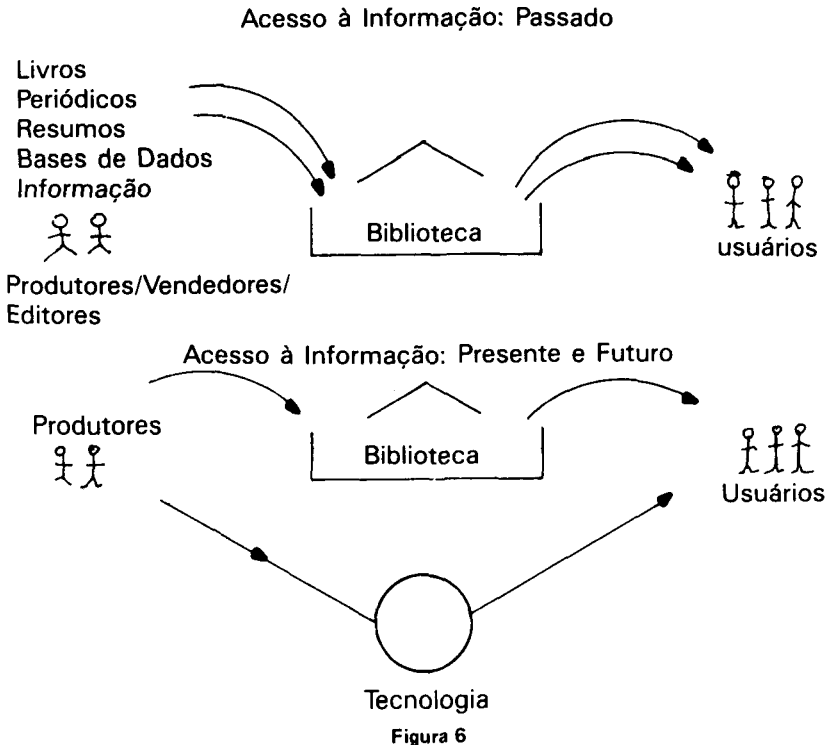 Acesso à Informação: Passado
Livros
Periódicos
Resumos
Bases de Dados
Informação
Biblioteca
usuários
Produtores/Vendedores/
Editores
Acesso à Informação: Presente e Futuro
Produtores
Biblioteca
Usuários
Tecnologia
Figura 6